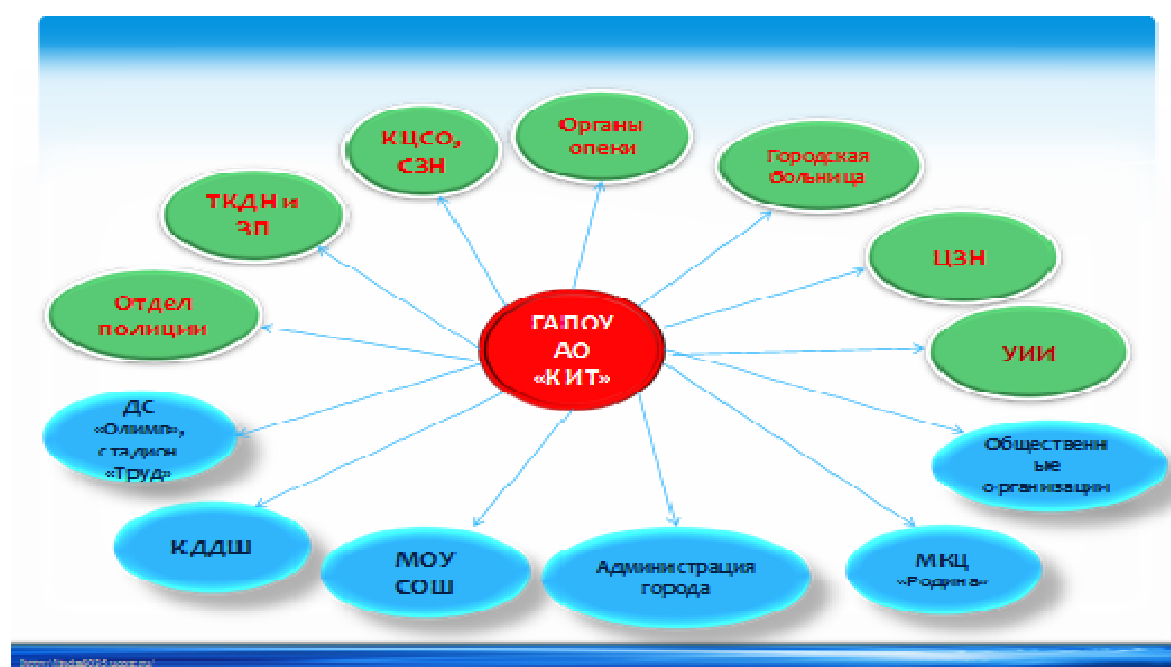 Органы
опеки
КЦСО,
СЗН
Городская
больница
ТКДН и
ЗП
ЦЗН
Отдел
полиции
ГАПОУ
АО
«КИТ»
УИИ
ДС
«Олимп»,
стадион
«Труд»
Общественн
ые
организации
КДДШ
МОУ
СОШ
Администрация
города
МКЦ
«Родина»